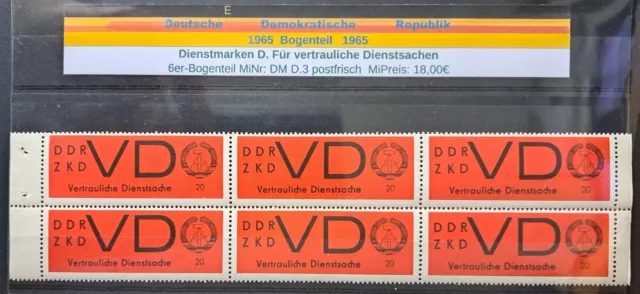 E
Deutsche Demokratische Republik
1965 Bogenteil 1965
Dienstmarken D. Für vertrauliche Dienstsachen
6er-Bogenteil MiNr: DM D.3 postfrisch MiPreis: 18,00€
DDR VD
ZKD
Vertrauliche Dienstsache 20
DDR VD
ZKD
Vertrauliche Dienstsache 20
DDR VD
ZKD
Vertrauliche Dienstsache 20
DDR VD
ZKD
Vertrauliche Dienstsache 20
DDR VD
ZKD
Vertrauliche Dienstsache 20
DDR VD
ZKD
Vertrauliche Dienstsache 20